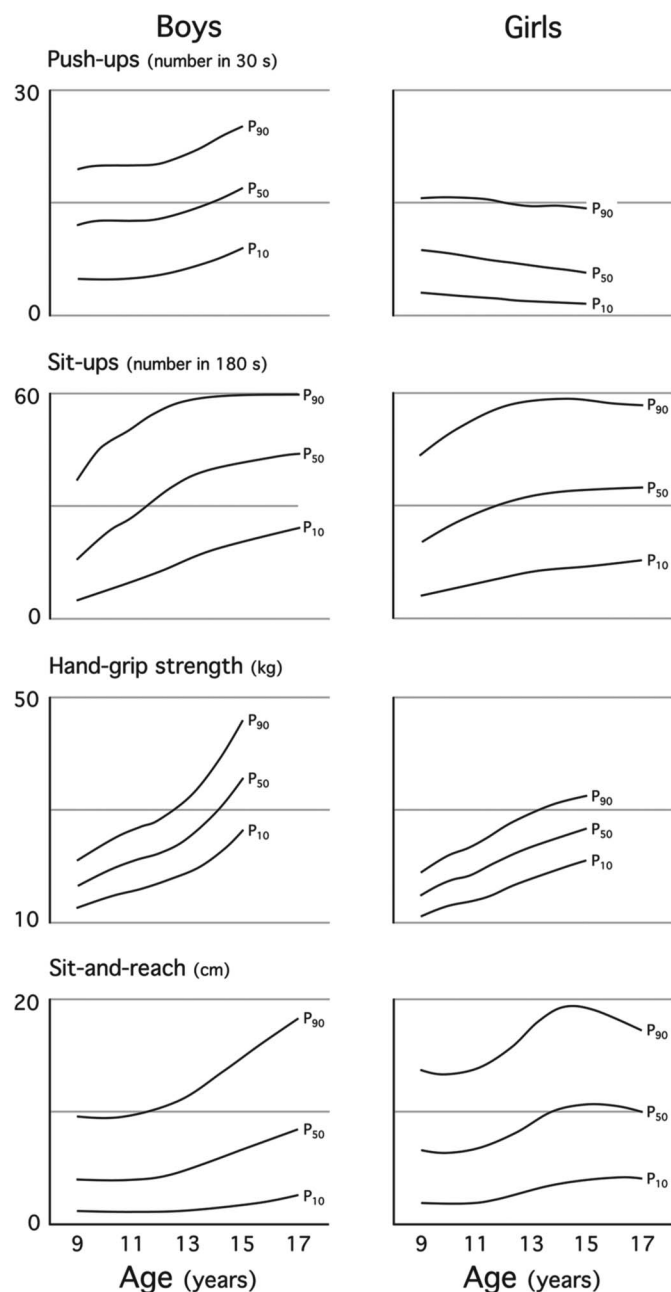 Boys Girls
Push-ups (number in 30 s)
30
P90
P50
P10
0
P90
P50
P10
Sit-ups (number in 180 s)
60
P90
P50
P10
0
P90
P50
P10
Hand-grip strength (kg)
50
P90
P50
P10
10
P90
P50
P10
Sit-and-reach (cm)
20
P90
P50
P10
0
P90
P50
P10
9 11 13 15 17 9 11 13 15 17
Age (years) Age (years)